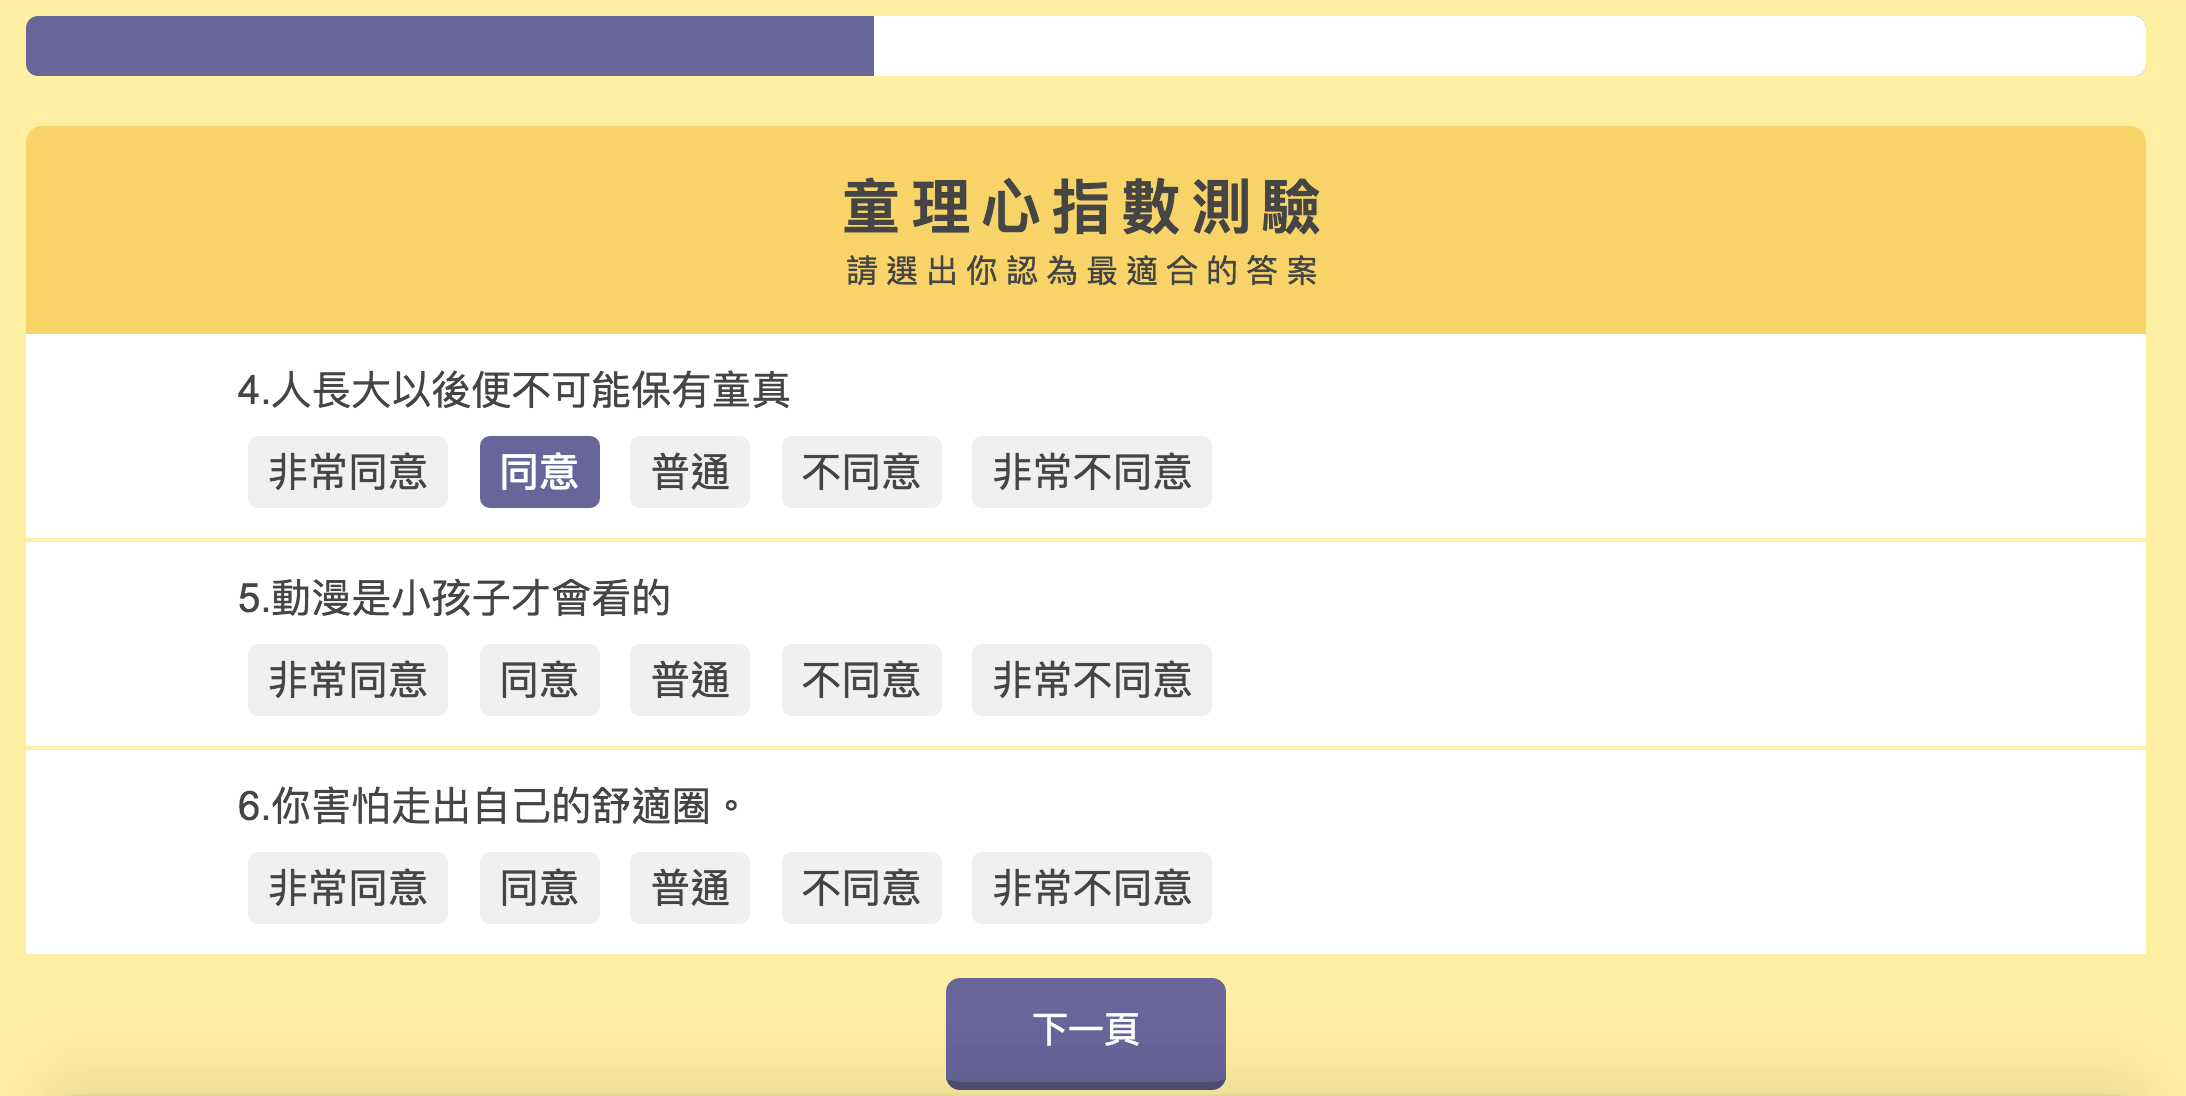 童理心指數測驗
請選出你認為最適合的答案
4.人長大以後便不可能保有童真
非常同意 同意 普通 不同意 非常不同意
5.動漫是小孩子才會看的
非常同意 同意 普通 不同意 非常不同意
6.你害怕走出自己的舒適圈。
非常同意 同意 普通 不同意 非常不同意
下一頁